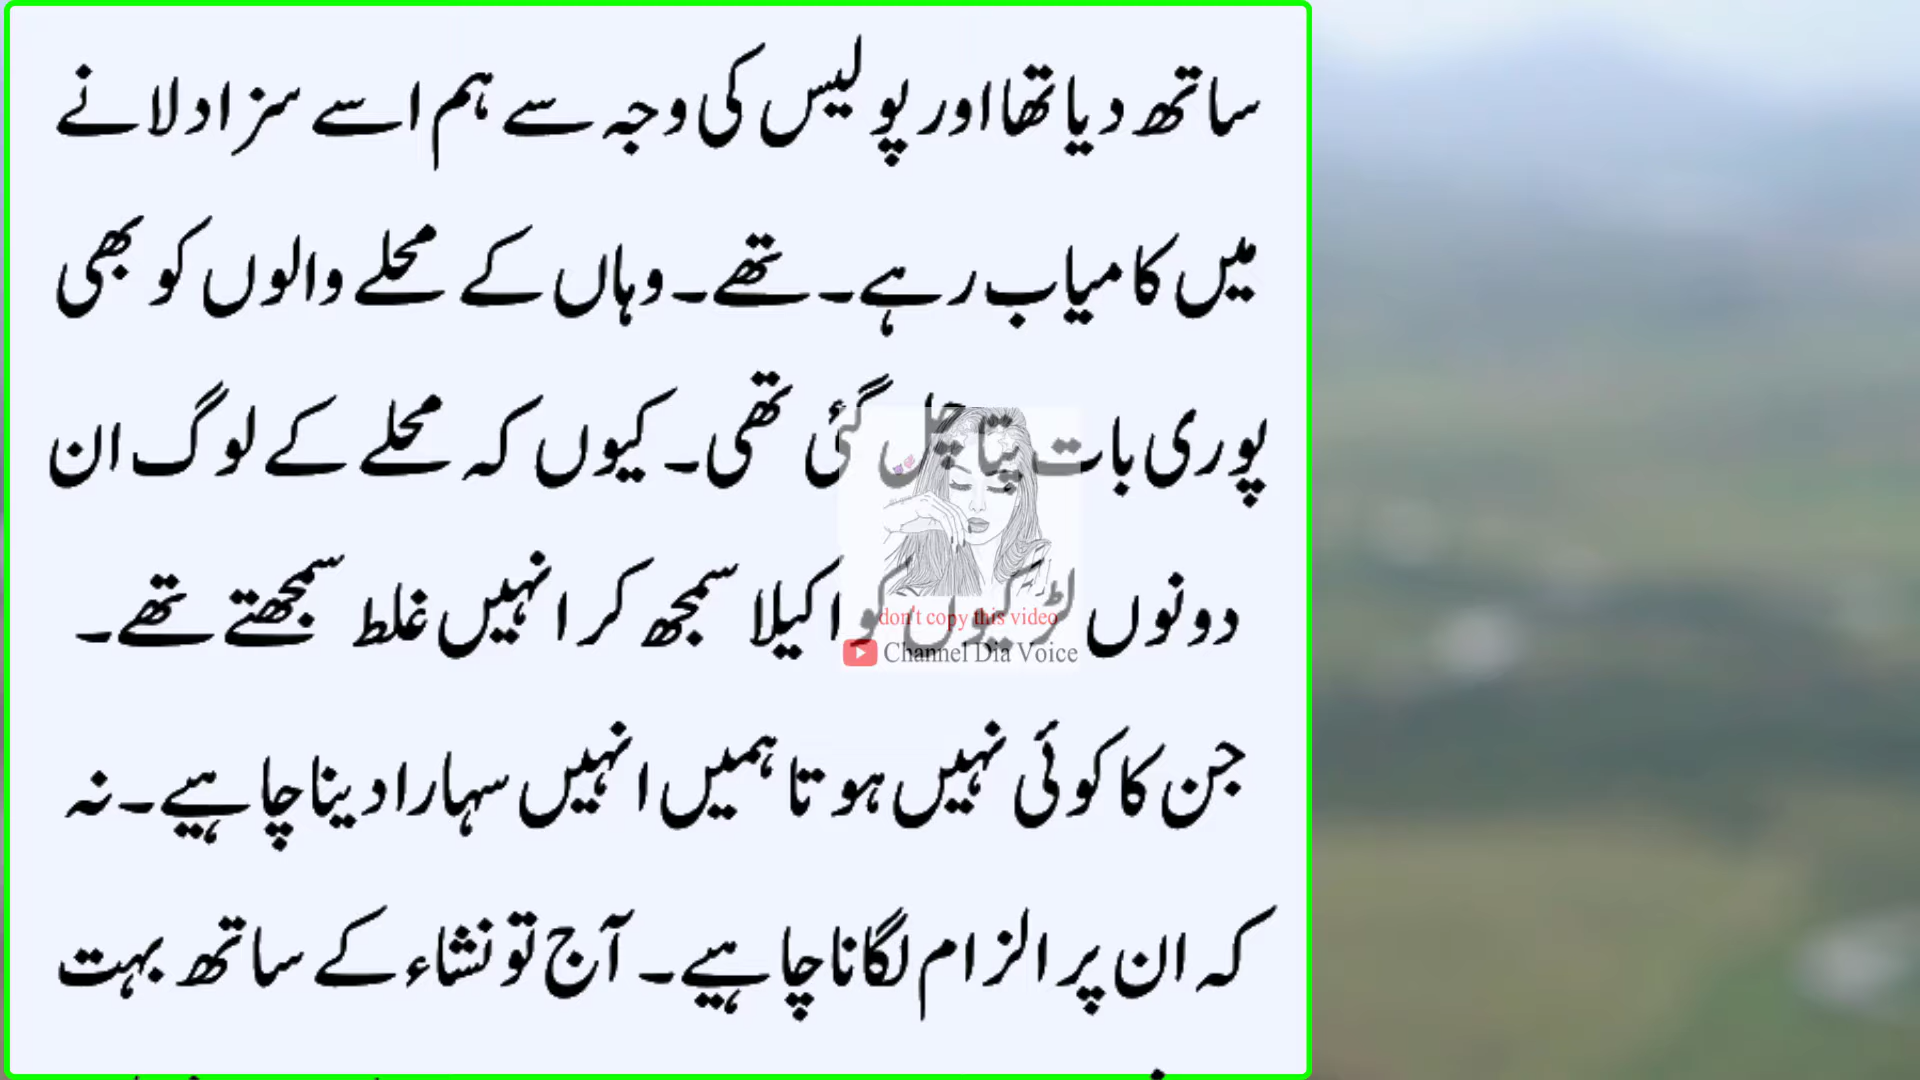 ساتھ دیا تھا اور پولیس کی وجہ سے ہم اسے سزا دلانے
میں کامیاب رہے۔ تھے۔ وہاں کے محلے والوں کو بھی
پوری بات پتا چل گئی تھی۔ کیوں کہ محلے کے لوگ ان
دونوں لڑکیوں کو اکیلا سمجھ کر انہیں غلط سمجھتے تھے۔
don't copy this video
Channel Dia Voice
جن کا کوئی نہیں ہوتا ہمیں انہیں سہارا دینا چاہیے۔ نہ
کہ ان پر الزام لگانا چاہیے۔ آج تو نشاء کے ساتھ بہت